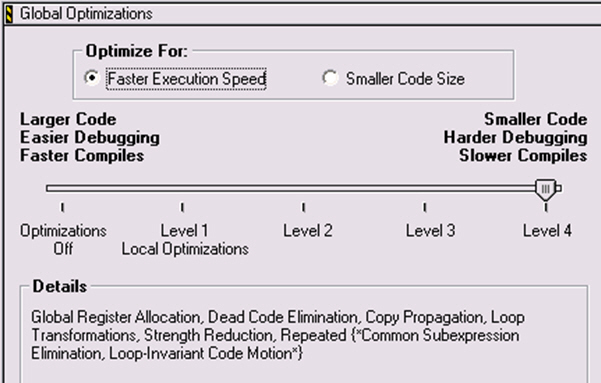 Global Optimizations
Optimize For:
Faster Execution Speed Smaller Code Size
Larger Code Smaller Code
Easier Debugging Harder Debugging
Faster Compiles Slower Compiles
Optimizations Level 1 Level 2 Level 3 Level 4
Off Local Optimizations
Details
Global Register Allocation, Dead Code Elimination, Copy Propagation, Loop
Transformations, Strength Reduction, Repeated {*Common Subexpression
Elimination, Loop-Invariant Code Motion*}